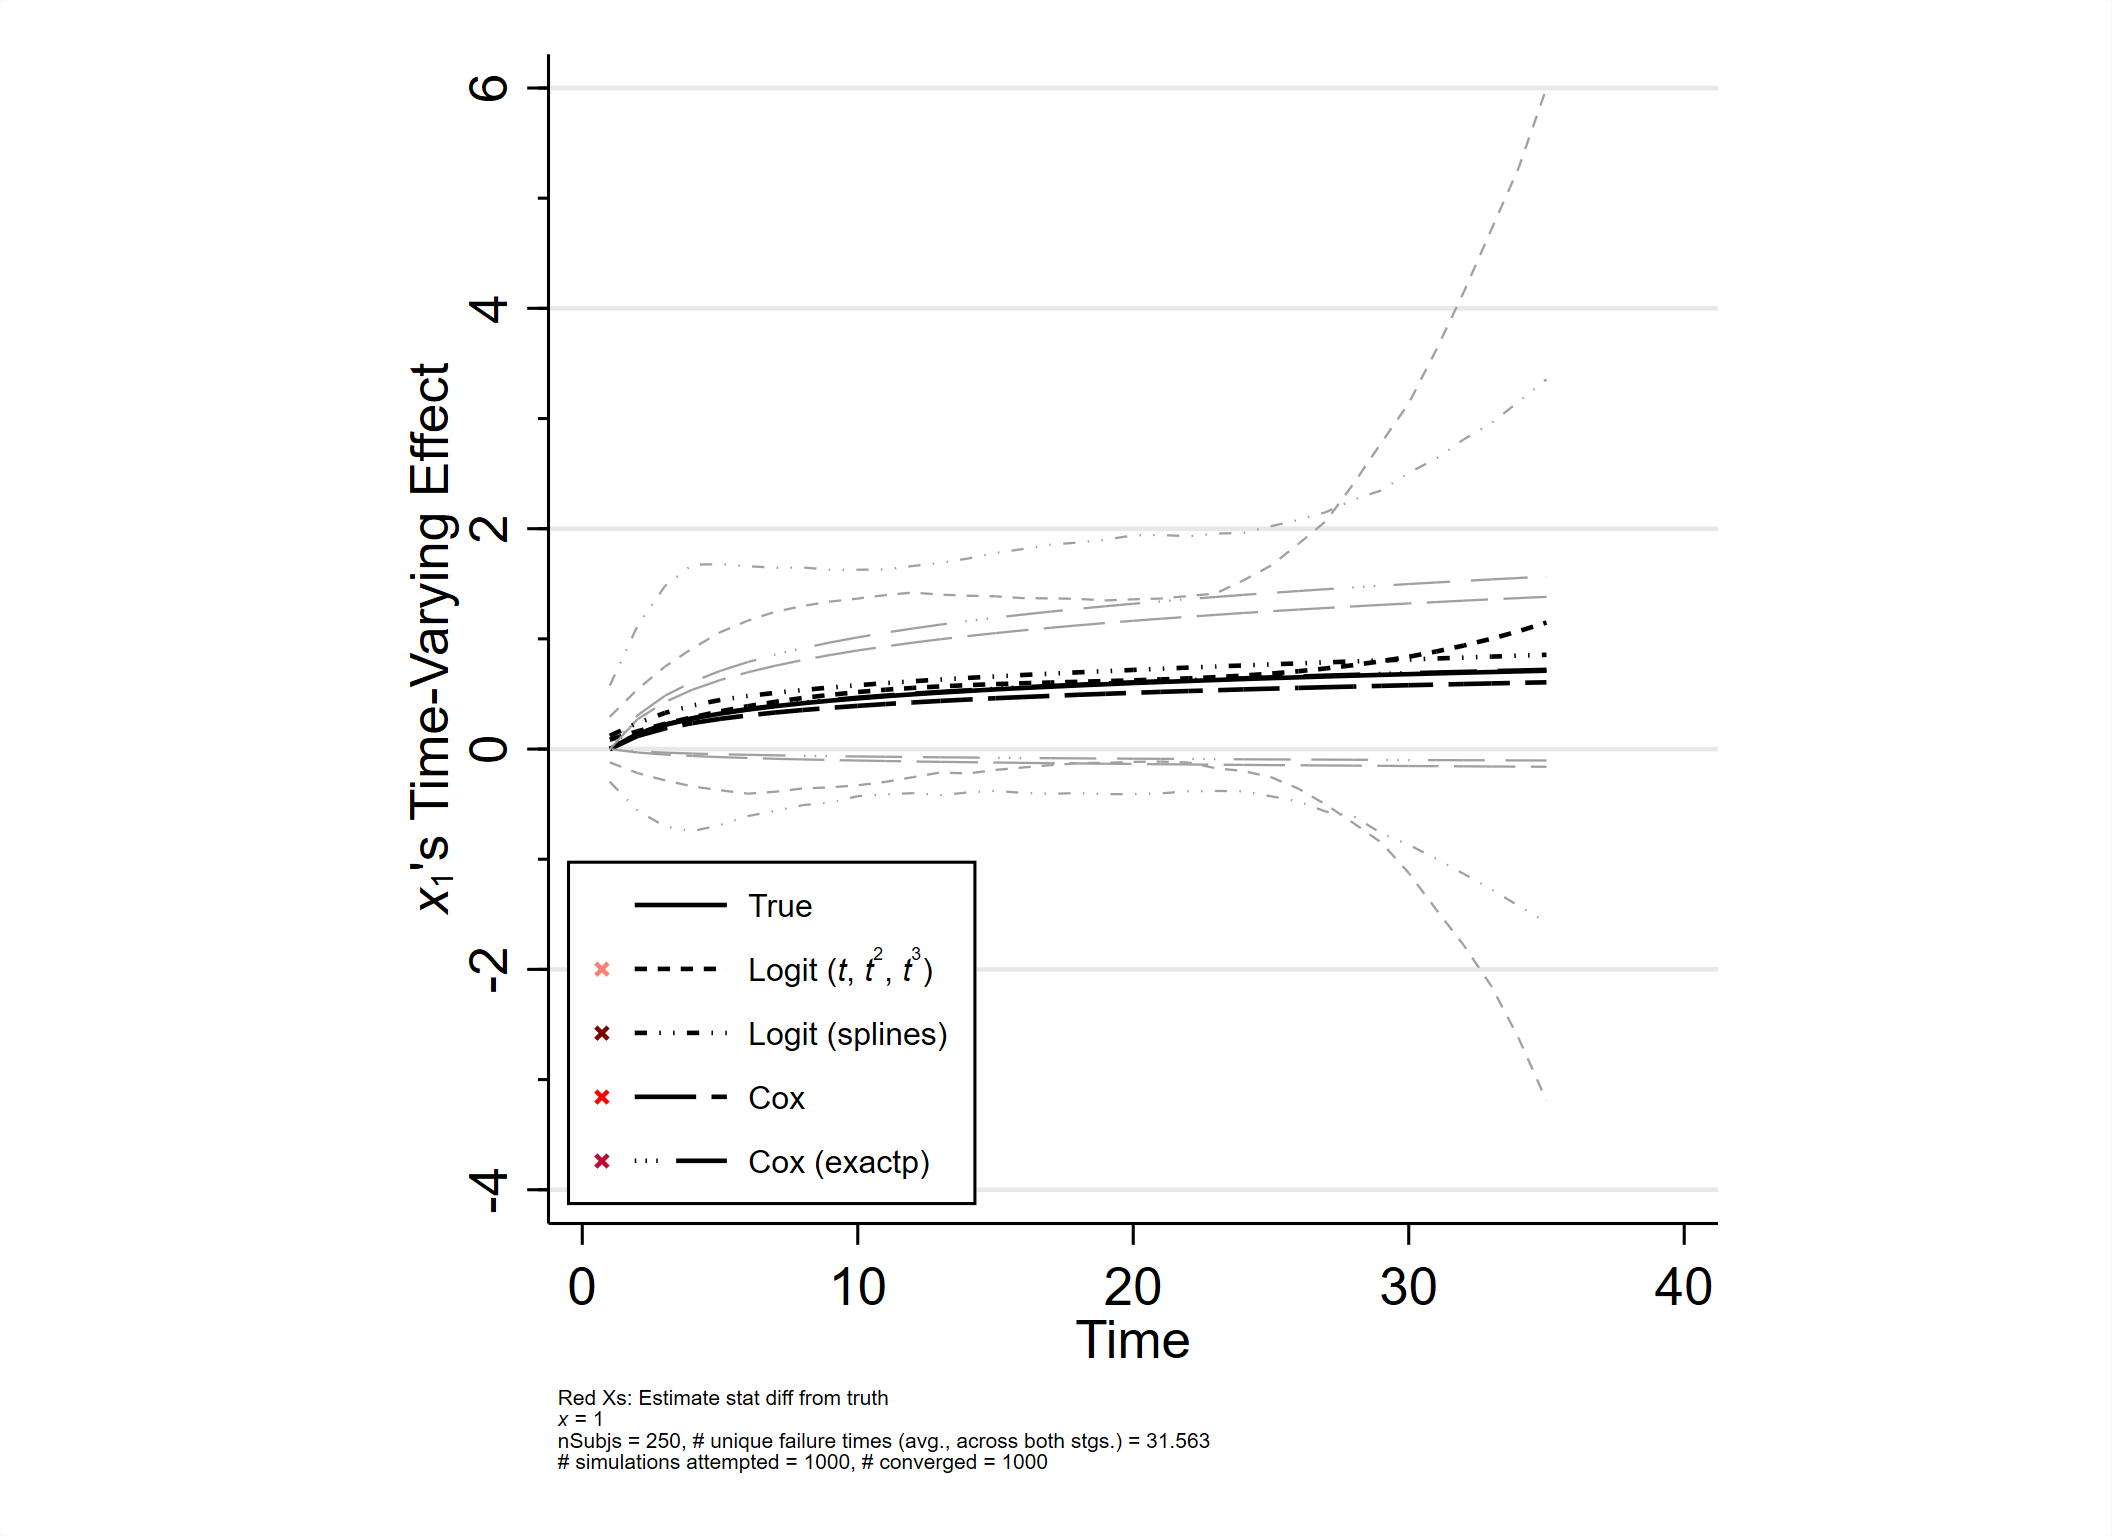 6
4
2
0
-2
-4
x₁'s Time-Varying Effect
True
Logit (t, t², t³)
Logit (splines)
Cox
Cox (exactp)
0 10 20 30 40
Time
Red Xs: Estimate stat diff from truth
x = 1
nSubjs = 250, # unique failure times (avg., across both stgs.) = 31.563
# simulations attempted = 1000, # converged = 1000